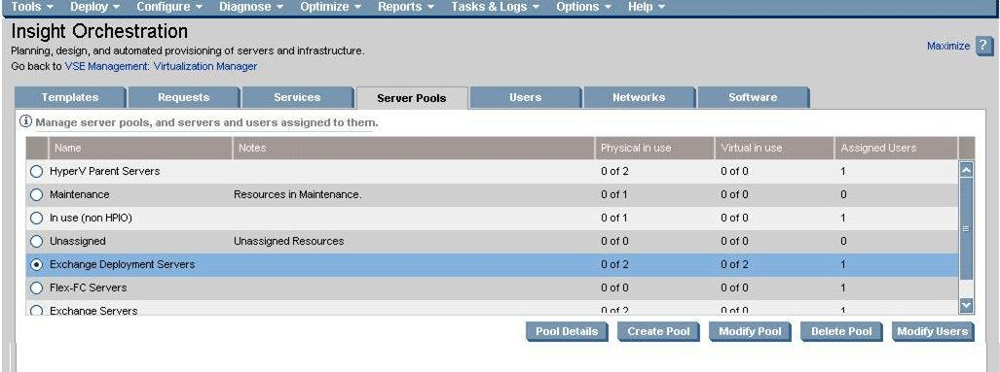 Tools Deploy Configure Diagnose Optimize Reports Tasks & Logs Options Help
Insight Orchestration
Planning, design, and automated provisioning of servers and infrastructure.
Maximize ?
Go back to VSE Management: Virtualization Manager
Templates Requests Services Server Pools Users Networks Software
Manage server pools, and servers and users assigned to them.
Name Notes Physical in use Virtual in use Assigned Users
HyperV Parent Servers 0 of 2 0 of 0 1
Maintenance Resources in Maintenance. 0 of 1 0 of 0 0
In use (non HPIO) 0 of 1 0 of 0 1
Unassigned Unassigned Resources 0 of 0 0 of 0 0
Exchange Deployment Servers 0 of 2 0 of 2 1
Flex-FC Servers 0 of 0 0 of 0 1
Exchange Servers 0 of 2 0 of 0 1
Pool Details Create Pool Modify Pool Delete Pool Modify Users